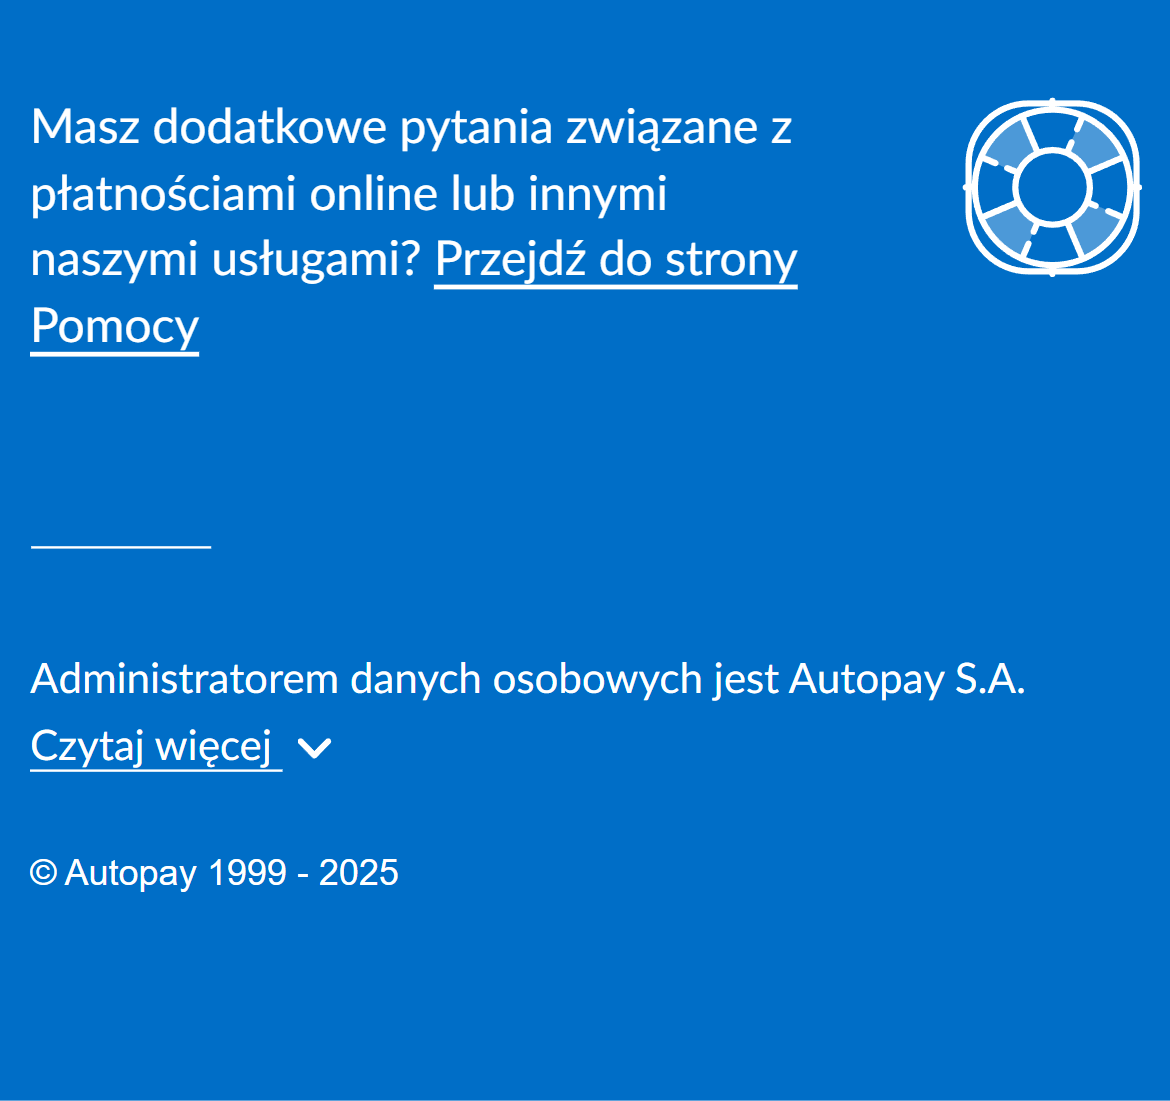 Masz dodatkowe pytania związane z
płatnościami online lub innymi
naszymi usługami? Przejdź do strony
Pomocy
Administratorem danych osobowych jest Autopay S.A.
Czytaj więcej
© Autopay 1999 - 2025